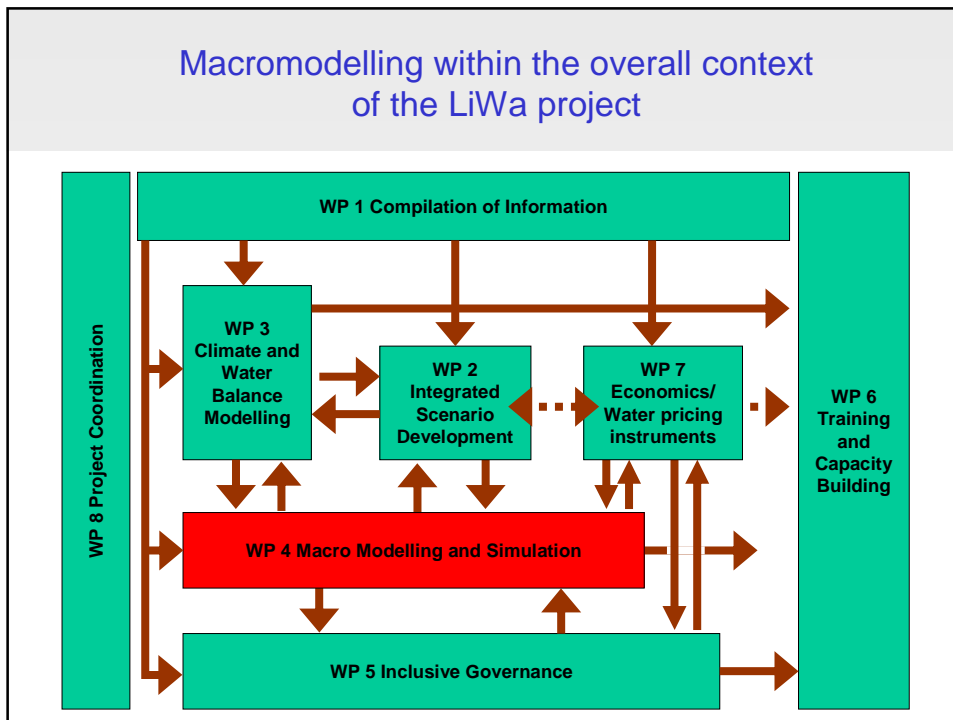 Macromodelling within the overall context
of the LiWa project
WP 8 Project Coordination
WP 1 Compilation of Information
WP 3
Climate and
Water
Balance
Modelling
WP 2
Integrated
Scenario
Development
WP 7
Economics/
Water pricing
instruments
WP 6
Training
and
Capacity
Building
WP 4 Macro Modelling and Simulation
WP 5 Inclusive Governance